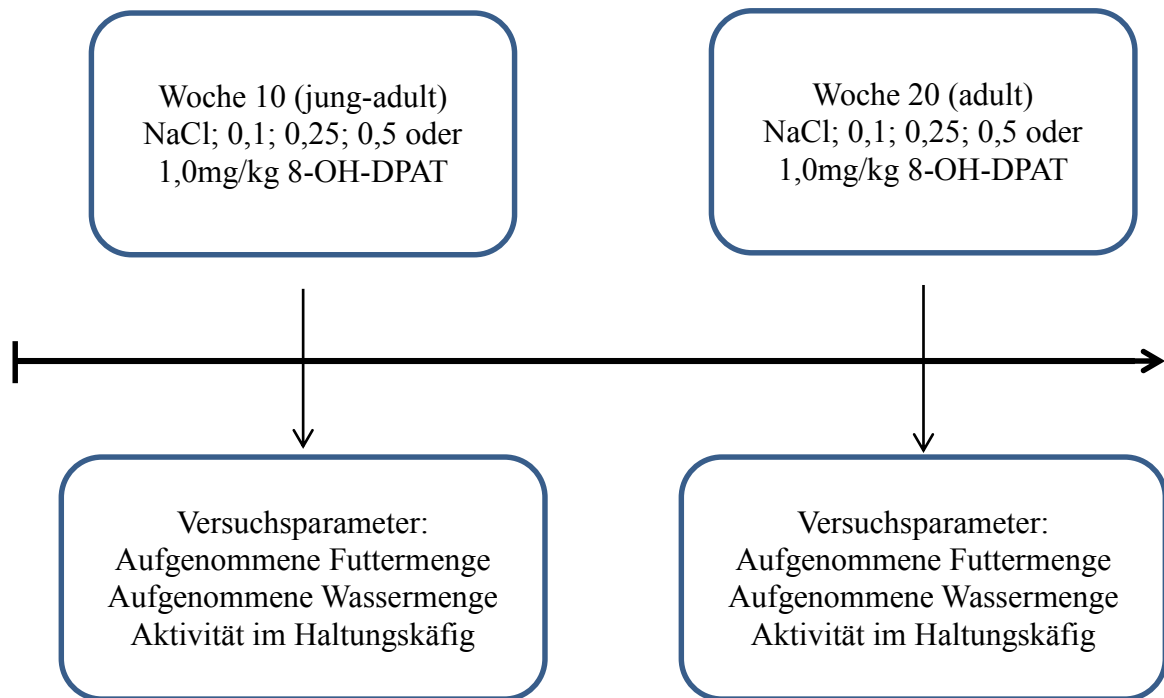 Woche 10 (jung-adult)
NaCl; 0,1; 0,25; 0,5 oder
1,0mg/kg 8-OH-DPAT
Woche 20 (adult)
NaCl; 0,1; 0,25; 0,5 oder
1,0mg/kg 8-OH-DPAT
Versuchsparameter:
Aufgenommene Futtermenge
Aufgenommene Wassermenge
Aktivität im Haltungskäfig
Versuchsparameter:
Aufgenommene Futtermenge
Aufgenommene Wassermenge
Aktivität im Haltungskäfig